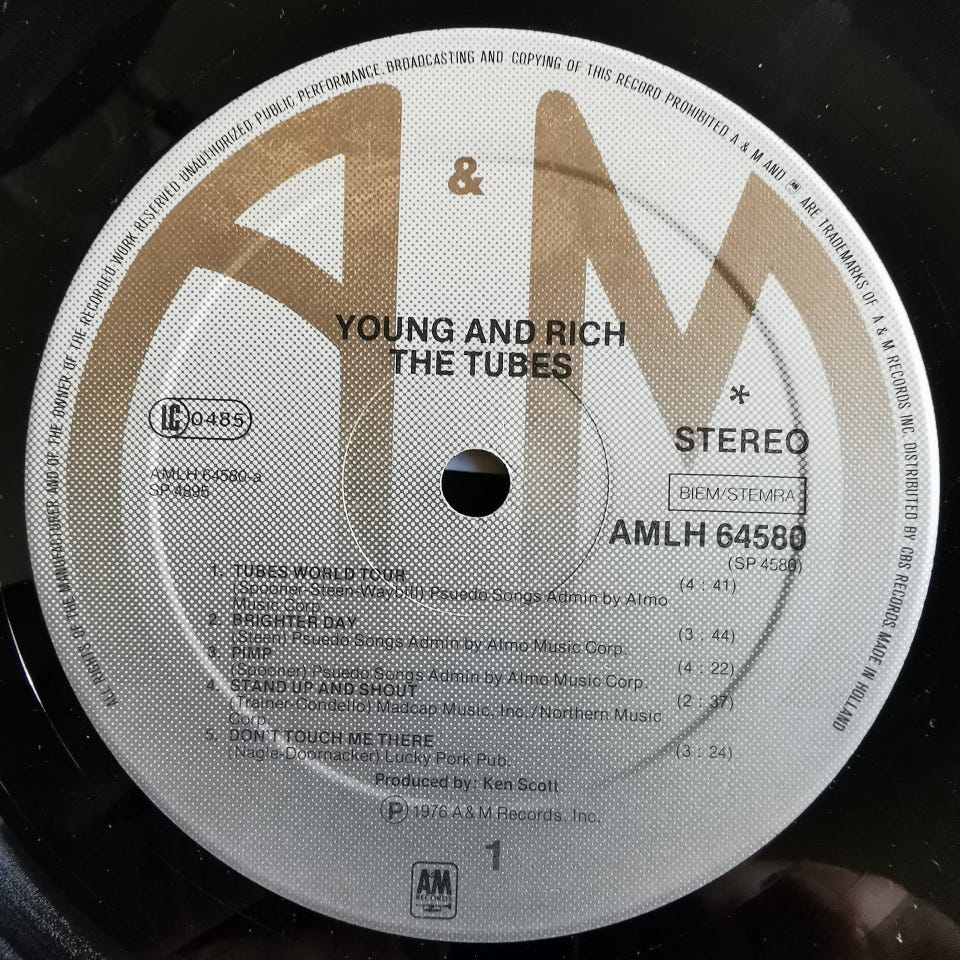 ALL RIGHTS OF THE MANUFACTURER AND OF THE OWNER OF THE RECORDED WORK RESERVED UNAUTHORIZED PUBLIC PERFORMANCE, BROADCASTING AND COPYING OF THIS RECORD PROHIBITED. A & M AND AM ARE TRADEMARKS OF A & M RECORDS INC. DISTRIBUTED BY CBS RECORDS. MADE IN HOLLAND
A&M
YOUNG AND RICH
THE TUBES
*
STEREO
LC 0485
BIEM/STEMRA
AMLH 64580-a
SP 4895
AMLH 64580
(SP 4580)
1. TUBES WORLD TOUR (4 : 41)
(Spooner-Steen-Waybill) Psuedo Songs Admin by Almo
Music Corp.
2. BRIGHTER DAY (3 : 44)
(Steen) Psuedo Songs Admin by Almo Music Corp.
3. PIMP (4 : 22)
(Spooner) Psuedo Songs Admin by Almo Music Corp.
4. STAND UP AND SHOUT (2 : 37)
(Trainer-Condello) Madcap Music, Inc./Northern Music
Corp.
5. DON'T TOUCH ME THERE (3 : 24)
(Nagle-Doornacker) Lucky Pork Pub.
Produced by: Ken Scott
Ⓟ 1976 A & M Records, Inc.
1
A&M
RECORDS